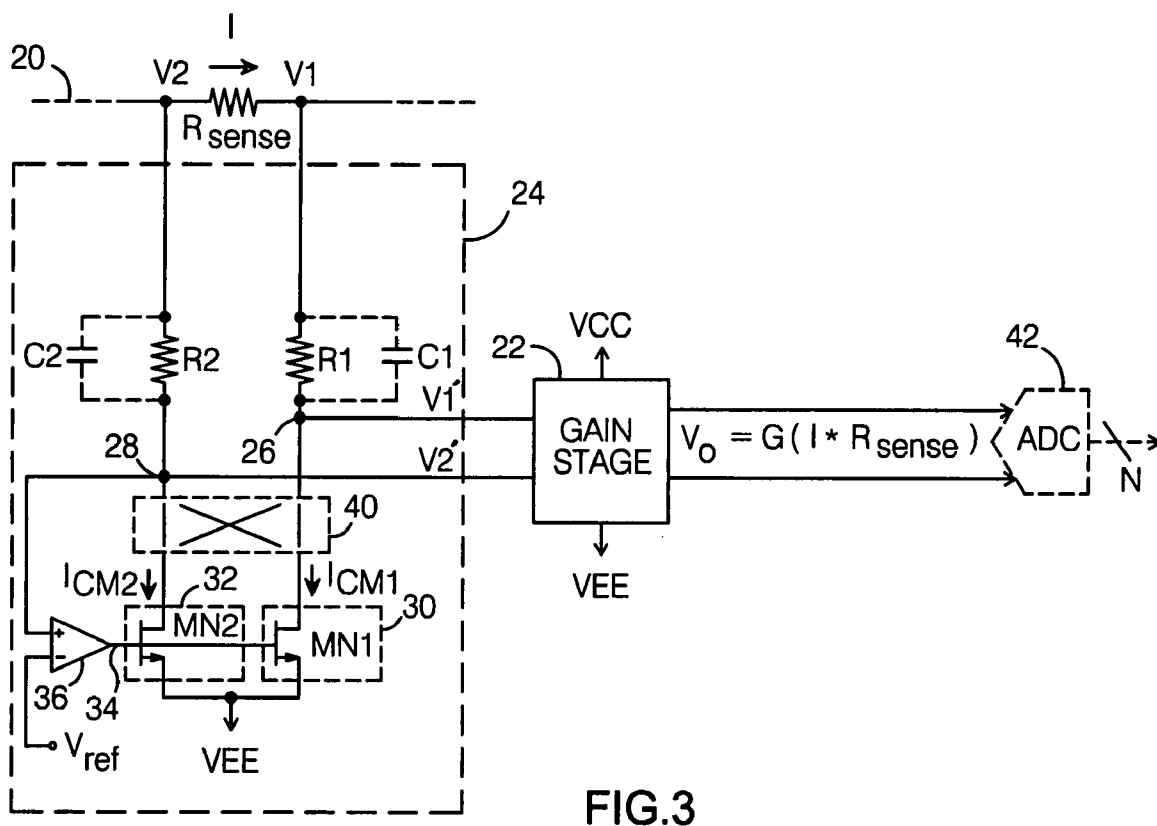 I
20
V2
V1
R sense
24
C2
R2
R1
C1
VCC
22
42
V1′
26
28
V2′
GAIN
STAGE
V o = G ( I * R sense )
ADC
N
40
I CM2
32
I CM1
30
MN2
MN1
VEE
+
−
36
34
V ref
VEE
FIG.3